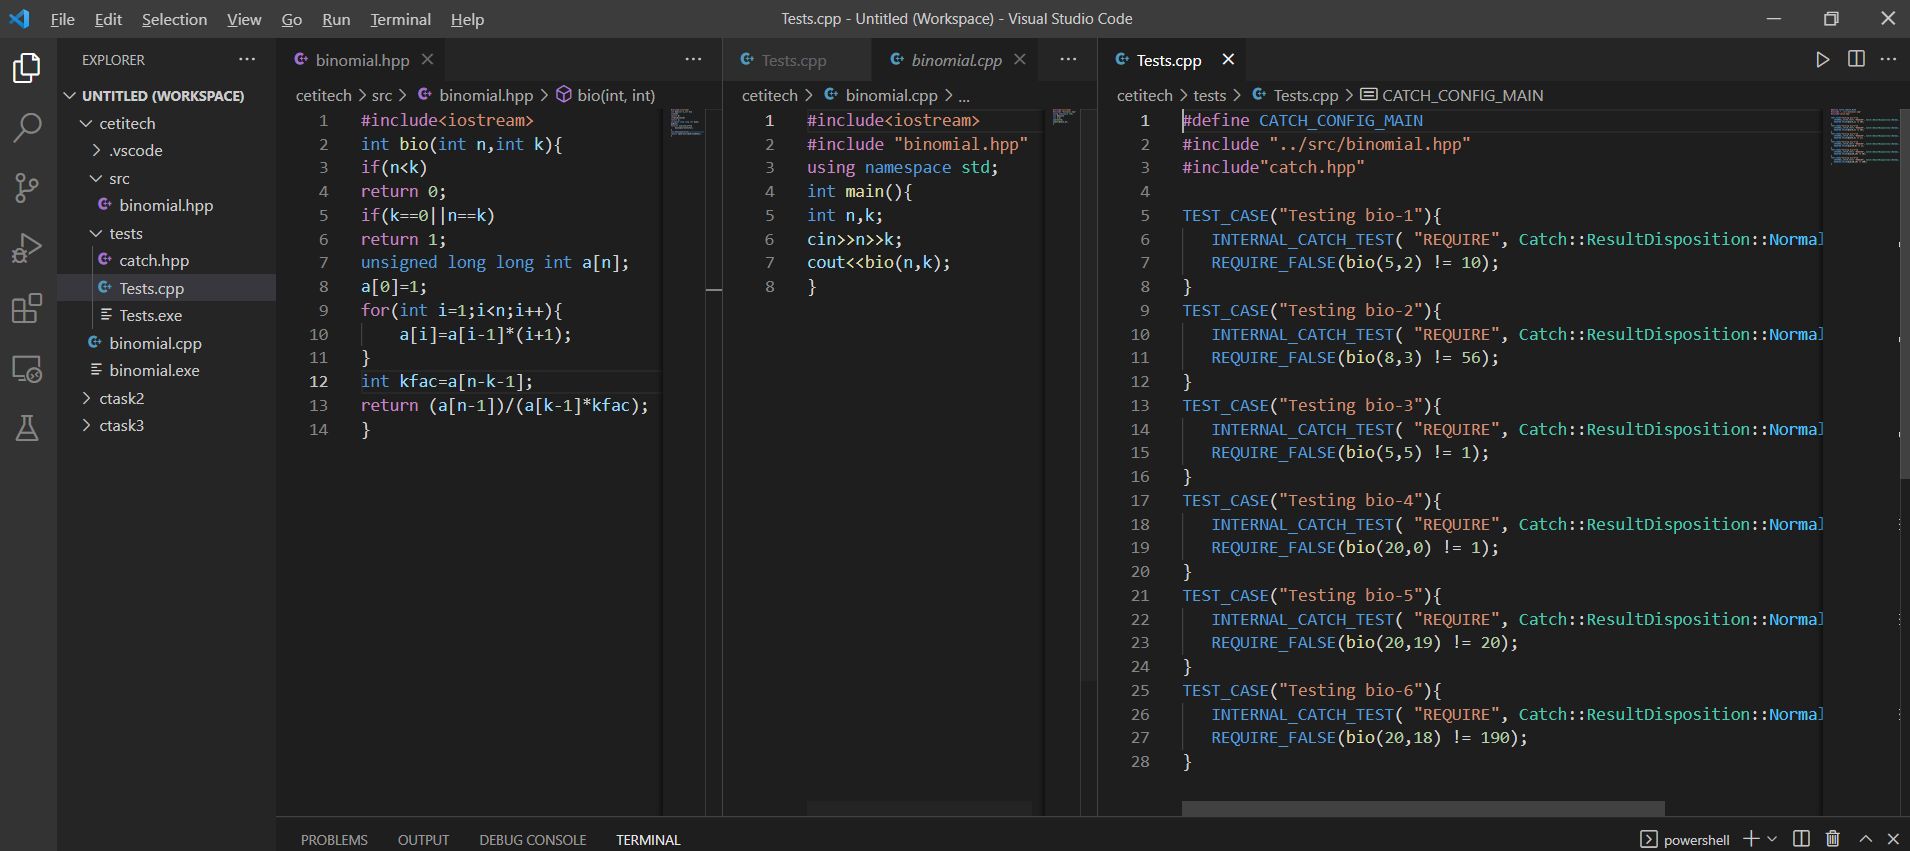 File Edit Selection View Go Run Terminal Help
Tests.cpp - Untitled (Workspace) - Visual Studio Code
EXPLORER
UNTITLED (WORKSPACE)
cetitech
.vscode
src
binomial.hpp
tests
catch.hpp
Tests.cpp
Tests.exe
binomial.cpp
binomial.exe
ctask2
ctask3
binomial.hpp
cetitech > src > binomial.hpp > bio(int, int)
1 #include<iostream>
2 int bio(int n,int k){
3 if(n<k)
4 return 0;
5 if(k==0||n==k)
6 return 1;
7 unsigned long long int a[n];
8 a[0]=1;
9 for(int i=1;i<n;i++){
10 a[i]=a[i-1]*(i+1);
11 }
12 int kfac=a[n-k-1];
13 return (a[n-1])/(a[k-1]*kfac);
14 }
Tests.cpp binomial.cpp
cetitech > binomial.cpp > ...
1 #include<iostream>
2 #include "binomial.hpp"
3 using namespace std;
4 int main(){
5 int n,k;
6 cin>>n>>k;
7 cout<<bio(n,k);
8 }
Tests.cpp
cetitech > tests > Tests.cpp > CATCH_CONFIG_MAIN
1 #define CATCH_CONFIG_MAIN
2 #include "../src/binomial.hpp"
3 #include"catch.hpp"
4
5 TEST_CASE("Testing bio-1"){
6 INTERNAL_CATCH_TEST( "REQUIRE", Catch::ResultDisposition::Normal
7 REQUIRE_FALSE(bio(5,2) != 10);
8 }
9 TEST_CASE("Testing bio-2"){
10 INTERNAL_CATCH_TEST( "REQUIRE", Catch::ResultDisposition::Normal
11 REQUIRE_FALSE(bio(8,3) != 56);
12 }
13 TEST_CASE("Testing bio-3"){
14 INTERNAL_CATCH_TEST( "REQUIRE", Catch::ResultDisposition::Normal
15 REQUIRE_FALSE(bio(5,5) != 1);
16 }
17 TEST_CASE("Testing bio-4"){
18 INTERNAL_CATCH_TEST( "REQUIRE", Catch::ResultDisposition::Normal
19 REQUIRE_FALSE(bio(20,0) != 1);
20 }
21 TEST_CASE("Testing bio-5"){
22 INTERNAL_CATCH_TEST( "REQUIRE", Catch::ResultDisposition::Normal
23 REQUIRE_FALSE(bio(20,19) != 20);
24 }
25 TEST_CASE("Testing bio-6"){
26 INTERNAL_CATCH_TEST( "REQUIRE", Catch::ResultDisposition::Normal
27 REQUIRE_FALSE(bio(20,18) != 190);
28 }
PROBLEMS OUTPUT DEBUG CONSOLE TERMINAL
powershell